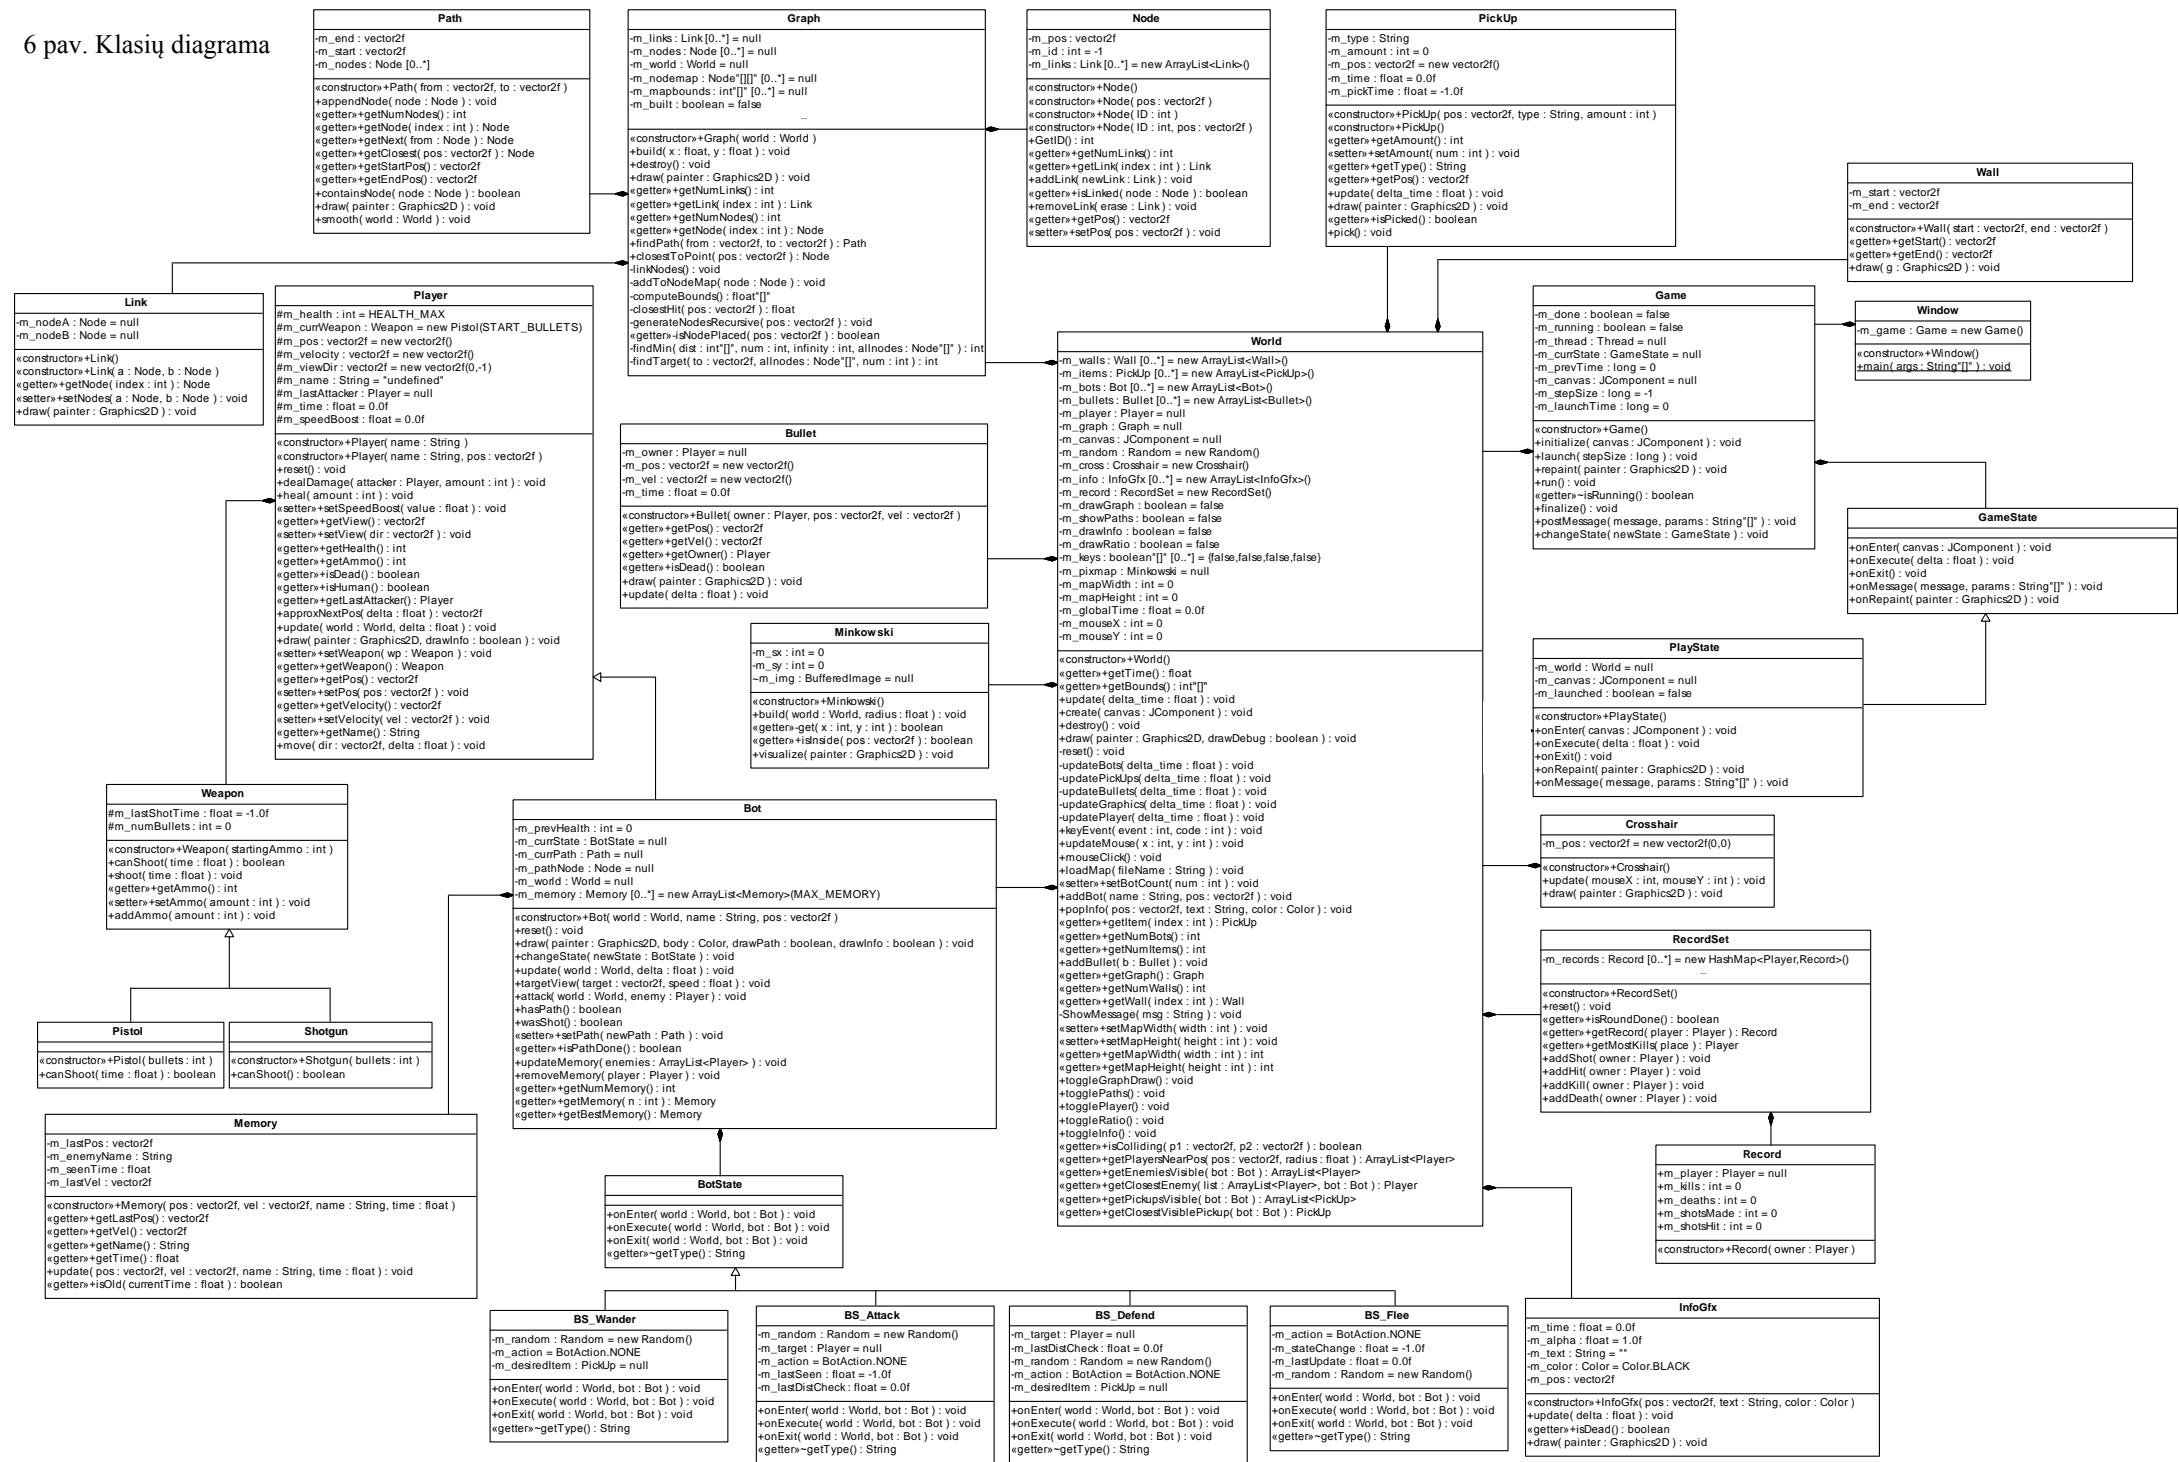 6 pav. Klasių diagrama
Path
-m_end : vector2f
-m_start : vector2f
-m_nodes : Node [0..*]
«constructor»+Path( from : vector2f, to : vector2f )
+appendNode( node : Node ) : void
«getter»+getNumNodes() : int
«getter»+getNode( index : int ) : Node
«getter»+getNext( from : Node ) : Node
«getter»+getClosest( pos : vector2f ) : Node
«getter»+getStartPos() : vector2f
«getter»+getEndPos() : vector2f
+containsNode( node : Node ) : boolean
+draw( painter : Graphics2D ) : void
+smooth( world : World ) : void
Graph
-m_links : Link [0..*] = null
-m_nodes : Node [0..*] = null
-m_world : World = null
-m_nodemap : Node"[][]" [0..*] = null
-m_mapbounds : int"[]" [0..*] = null
-m_built : boolean = false
...
«constructor»+Graph( world : World )
+build( x : float, y : float ) : void
+destroy() : void
+draw( painter : Graphics2D ) : void
«getter»+getNumLinks() : int
«getter»+getLink( index : int ) : Link
«getter»+getNumNodes() : int
«getter»+getNode( index : int ) : Node
+findPath( from : vector2f, to : vector2f ) : Path
+closestToPoint( pos : vector2f ) : Node
-linkNodes() : void
-addToNodeMap( node : Node ) : void
-computeBounds() : float"[]"
-closestHit( pos : vector2f ) : float
-generateNodesRecursive( pos : vector2f ) : void
«getter»-isNodePlaced( pos : vector2f ) : boolean
-findMin( dist : int"[]", num : int, infinity : int, allnodes : Node"[]" ) : int
-findTarget( to : vector2f, allnodes : Node"[]", num : int ) : int
Node
-m_pos : vector2f
-m_id : int = -1
-m_links : Link [0..*] = new ArrayList<Link>()
«constructor»+Node()
«constructor»+Node( pos : vector2f )
«constructor»+Node( ID : int )
«constructor»+Node( ID : int, pos : vector2f )
+GetID() : int
«getter»+getNumLinks() : int
«getter»+getLink( index : int ) : Link
+addLink( newLink : Link ) : void
«getter»+isLinked( node : Node ) : boolean
+removeLink( erase : Link ) : void
«getter»+getPos() : vector2f
«setter»+setPos( pos : vector2f ) : void
PickUp
-m_type : String
-m_amount : int = 0
-m_pos : vector2f = new vector2f()
-m_time : float = 0.0f
-m_pickTime : float = -1.0f
«constructor»+PickUp( pos : vector2f, type : String, amount : int )
«constructor»+PickUp()
«getter»+getAmount() : int
«setter»+setAmount( num : int ) : void
«getter»+getType() : String
«getter»+getPos() : vector2f
+update( delta_time : float ) : void
+draw( painter : Graphics2D ) : void
«getter»+isPicked() : boolean
+pick() : void
Wall
-m_start : vector2f
-m_end : vector2f
«constructor»+Wall( start : vector2f, end : vector2f )
«getter»+getStart() : vector2f
«getter»+getEnd() : vector2f
+draw( g : Graphics2D ) : void
Link
-m_nodeA : Node = null
-m_nodeB : Node = null
«constructor»+Link()
«constructor»+Link( a : Node, b : Node )
«getter»+getNode( index : int ) : Node
«setter»+setNodes( a : Node, b : Node ) : void
+draw( painter : Graphics2D ) : void
Player
#m_health : int = HEALTH_MAX
#m_currWeapon : Weapon = new Pistol(START_BULLETS)
#m_pos : vector2f = new vector2f()
#m_velocity : vector2f = new vector2f()
#m_viewDir : vector2f = new vector2f(0,-1)
#m_name : String = "undefined"
#m_lastAttacker : Player = null
#m_time : float = 0.0f
#m_speedBoost : float = 0.0f
«constructor»+Player( name : String )
«constructor»+Player( name : String, pos : vector2f )
+reset() : void
+dealDamage( attacker : Player, amount : int ) : void
+heal( amount : int ) : void
«setter»+setSpeedBoost( value : float ) : void
«getter»+getView() : vector2f
«setter»+setView( dir : vector2f ) : void
«getter»+getHealth() : int
«getter»+getAmmo() : int
«getter»+isDead() : boolean
«getter»+isHuman() : boolean
«getter»+getLastAttacker() : Player
+approxNextPos( delta : float ) : vector2f
+update( world : World, delta : float ) : void
+draw( painter : Graphics2D, drawInfo : boolean ) : void
«setter»+setWeapon( wp : Weapon ) : void
«getter»+getWeapon() : Weapon
«getter»+getPos() : vector2f
«setter»+setPos( pos : vector2f ) : void
«getter»+getVelocity() : vector2f
«setter»+setVelocity( vel : vector2f ) : void
«getter»+getName() : String
+move( dir : vector2f, delta : float ) : void
Bullet
-m_owner : Player = null
-m_pos : vector2f = new vector2f()
-m_vel : vector2f = new vector2f()
-m_time : float = 0.0f
«constructor»+Bullet( owner : Player, pos : vector2f, vel : vector2f )
«getter»+getPos() : vector2f
«getter»+getVel() : vector2f
«getter»+getOwner() : Player
«getter»+isDead() : boolean
+draw( painter : Graphics2D ) : void
+update( delta : float ) : void
Minkowski
-m_sx : int = 0
-m_sy : int = 0
~m_img : BufferedImage = null
«constructor»+Minkowski()
+build( world : World, radius : float ) : void
«getter»-get( x : int, y : int ) : boolean
«getter»+isInside( pos : vector2f ) : boolean
+visualize( painter : Graphics2D ) : void
World
-m_walls : Wall [0..*] = new ArrayList<Wall>()
-m_items : PickUp [0..*] = new ArrayList<PickUp>()
-m_bots : Bot [0..*] = new ArrayList<Bot>()
-m_bullets : Bullet [0..*] = new ArrayList<Bullet>()
-m_player : Player = null
-m_graph : Graph = null
-m_canvas : JComponent = null
-m_random : Random = new Random()
-m_cross : Crosshair = new Crosshair()
-m_info : InfoGfx [0..*] = new ArrayList<InfoGfx>()
-m_record : RecordSet = new RecordSet()
-m_drawGraph : boolean = false
-m_showPaths : boolean = false
-m_drawInfo : boolean = false
-m_drawRatio : boolean = false
-m_keys : boolean"[]" [0..*] = {false,false,false,false}
-m_pixmap : Minkowski = null
-m_mapWidth : int = 0
-m_mapHeight : int = 0
-m_globalTime : float = 0.0f
-m_mouseX : int = 0
-m_mouseY : int = 0
«constructor»+World()
«getter»+getTime() : float
«getter»+getBounds() : int"[]"
+update( delta_time : float ) : void
+create( canvas : JComponent ) : void
+destroy() : void
+draw( painter : Graphics2D, drawDebug : boolean ) : void
-reset() : void
-updateBots( delta_time : float ) : void
-updatePickUps( delta_time : float ) : void
-updateBullets( delta_time : float ) : void
-updateGraphics( delta_time : float ) : void
-updatePlayer( delta_time : float ) : void
+keyEvent( event : int, code : int ) : void
+updateMouse( x : int, y : int ) : void
+mouseClick() : void
+loadMap( fileName : String ) : void
«setter»+setBotCount( num : int ) : void
+addBot( name : String, pos : vector2f ) : void
+popInfo( pos : vector2f, text : String, color : Color ) : void
«getter»+getItem( index : int ) : PickUp
«getter»+getNumBots() : int
«getter»+getNumItems() : int
+addBullet( b : Bullet ) : void
«getter»+getGraph() : Graph
«getter»+getNumWalls() : int
«getter»+getWall( index : int ) : Wall
-ShowMessage( msg : String ) : void
«setter»+setMapWidth( width : int ) : void
«setter»+setMapHeight( height : int ) : void
«getter»+getMapWidth( width : int ) : int
«getter»+getMapHeight( height : int ) : int
+toggleGraphDraw() : void
+togglePaths() : void
+togglePlayer() : void
+toggleRatio() : void
+toggleInfo() : void
«getter»+isColliding( p1 : vector2f, p2 : vector2f ) : boolean
«getter»+getPlayersNearPos( pos : vector2f, radius : float ) : ArrayList<Player>
«getter»+getEnemiesVisible( bot : Bot ) : ArrayList<Player>
«getter»+getClosestEnemy( list : ArrayList<Player>, bot : Bot ) : Player
«getter»+getPickupsVisible( bot : Bot ) : ArrayList<PickUp>
«getter»+getClosestVisiblePickup( bot : Bot ) : PickUp
Game
-m_done : boolean = false
-m_running : boolean = false
-m_thread : Thread = null
-m_currState : GameState = null
-m_prevTime : long = 0
-m_canvas : JComponent = null
-m_stepSize : long = -1
-m_launchTime : long = 0
«constructor»+Game()
+initialize( canvas : JComponent ) : void
+launch( stepSize : long ) : void
+repaint( painter : Graphics2D ) : void
+run() : void
«getter»~isRunning() : boolean
+finalize() : void
+postMessage( message, params : String"[]" ) : void
+changeState( newState : GameState ) : void
Window
-m_game : Game = new Game()
«constructor»+Window()
+main( args : String"[]" ) : void
GameState
+onEnter( canvas : JComponent ) : void
+onExecute( delta : float ) : void
+onExit() : void
+onMessage( message, params : String"[]" ) : void
+onRepaint( painter : Graphics2D ) : void
PlayState
-m_world : World = null
-m_canvas : JComponent = null
-m_launched : boolean = false
«constructor»+PlayState()
+onEnter( canvas : JComponent ) : void
+onExecute( delta : float ) : void
+onExit() : void
+onRepaint( painter : Graphics2D ) : void
+onMessage( message, params : String"[]" ) : void
Weapon
#m_lastShotTime : float = -1.0f
#m_numBullets : int = 0
«constructor»+Weapon( startingAmmo : int )
+canShoot( time : float ) : boolean
+shoot( time : float ) : void
«getter»+getAmmo() : int
«setter»+setAmmo( amount : int ) : void
+addAmmo( amount : int ) : void
Bot
-m_prevHealth : int = 0
-m_currState : BotState = null
-m_currPath : Path = null
-m_pathNode : Node = null
-m_world : World = null
-m_memory : Memory [0..*] = new ArrayList<Memory>(MAX_MEMORY)
«constructor»+Bot( world : World, name : String, pos : vector2f )
+reset() : void
+draw( painter : Graphics2D, body : Color, drawPath : boolean, drawInfo : boolean ) : void
+changeState( newState : BotState ) : void
+update( world : World, delta : float ) : void
+targetView( target : vector2f, speed : float ) : void
+attack( world : World, enemy : Player ) : void
+hasPath() : boolean
+wasShot() : boolean
«setter»+setPath( newPath : Path ) : void
«getter»+isPathDone() : boolean
+updateMemory( enemies : ArrayList<Player> ) : void
+removeMemory( player : Player ) : void
«getter»+getNumMemory() : int
«getter»+getMemory( n : int ) : Memory
«getter»+getBestMemory() : Memory
Crosshair
-m_pos : vector2f = new vector2f(0,0)
«constructor»+Crosshair()
+update( mouseX : int, mouseY : int ) : void
+draw( painter : Graphics2D ) : void
RecordSet
-m_records : Record [0..*] = new HashMap<Player,Record>()
...
«constructor»+RecordSet()
+reset() : void
«getter»+isRoundDone() : boolean
«getter»+getRecord( player : Player ) : Record
«getter»+getMostKills( place ) : Player
+addShot( owner : Player ) : void
+addHit( owner : Player ) : void
+addKill( owner : Player ) : void
+addDeath( owner : Player ) : void
Pistol
«constructor»+Pistol( bullets : int )
+canShoot( time : float ) : boolean
Shotgun
«constructor»+Shotgun( bullets : int )
+canShoot() : boolean
Memory
-m_lastPos : vector2f
-m_enemyName : String
-m_seenTime : float
-m_lastVel : vector2f
«constructor»+Memory( pos : vector2f, vel : vector2f, name : String, time : float )
«getter»+getLastPos() : vector2f
«getter»+getVel() : vector2f
«getter»+getName() : String
«getter»+getTime() : float
+update( pos : vector2f, vel : vector2f, name : String, time : float ) : void
«getter»+isOld( currentTime : float ) : boolean
BotState
+onEnter( world : World, bot : Bot ) : void
+onExecute( world : World, bot : Bot ) : void
+onExit( world : World, bot : Bot ) : void
«getter»~getType() : String
Record
+m_player : Player = null
+m_kills : int = 0
+m_deaths : int = 0
+m_shotsMade : int = 0
+m_shotsHit : int = 0
«constructor»+Record( owner : Player )
BS_Wander
-m_random : Random = new Random()
-m_action = BotAction.NONE
-m_desiredItem : PickUp = null
+onEnter( world : World, bot : Bot ) : void
+onExecute( world : World, bot : Bot ) : void
+onExit( world : World, bot : Bot ) : void
«getter»~getType() : String
BS_Attack
-m_random : Random = new Random()
-m_target : Player = null
-m_action = BotAction.NONE
-m_lastSeen : float = -1.0f
-m_lastDistCheck : float = 0.0f
+onEnter( world : World, bot : Bot ) : void
+onExecute( world : World, bot : Bot ) : void
+onExit( world : World, bot : Bot ) : void
«getter»~getType() : String
BS_Defend
-m_target : Player = null
-m_lastDistCheck : float = 0.0f
-m_random : Random = new Random()
-m_action : BotAction = BotAction.NONE
-m_desiredItem : PickUp = null
+onEnter( world : World, bot : Bot ) : void
+onExecute( world : World, bot : Bot ) : void
+onExit( world : World, bot : Bot ) : void
«getter»~getType() : String
BS_Flee
-m_action = BotAction.NONE
-m_stateChange : float = -1.0f
-m_lastUpdate : float = 0.0f
-m_random : Random = new Random()
+onEnter( world : World, bot : Bot ) : void
+onExecute( world : World, bot : Bot ) : void
+onExit( world : World, bot : Bot ) : void
«getter»~getType() : String
InfoGfx
-m_time : float = 0.0f
-m_alpha : float = 1.0f
-m_text : String = ""
-m_color : Color = Color.BLACK
-m_pos : vector2f
«constructor»+InfoGfx( pos : vector2f, text : String, color : Color )
+update( delta : float ) : void
«getter»+isDead() : boolean
+draw( painter : Graphics2D ) : void